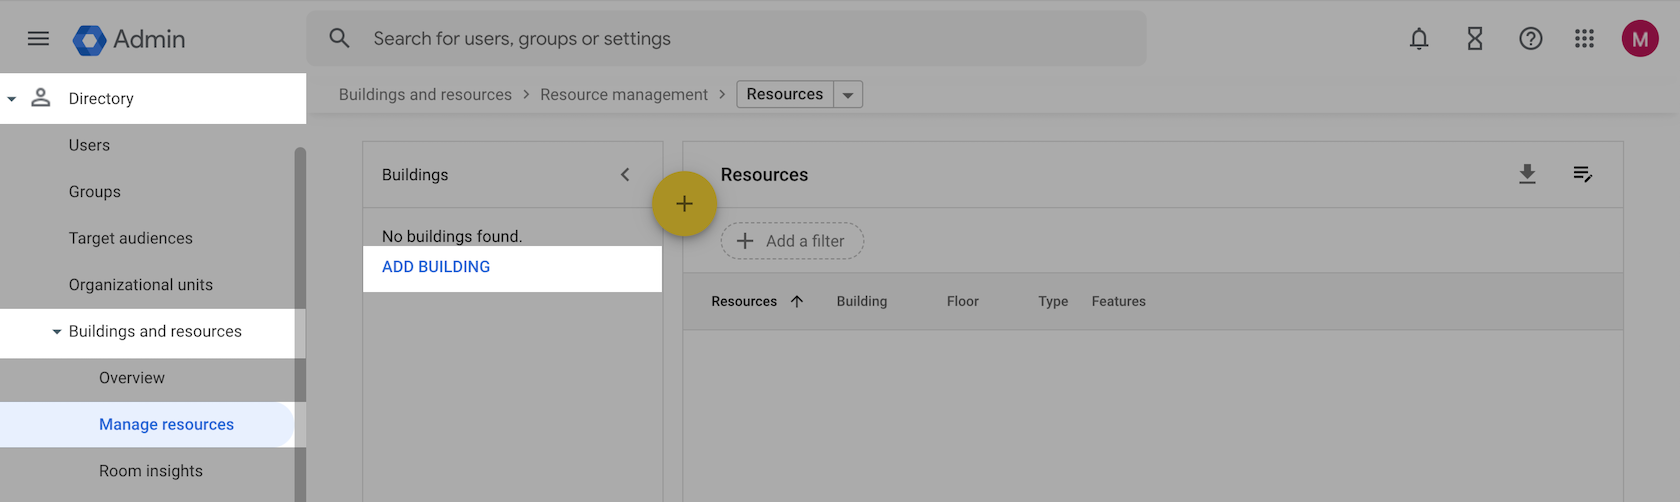 Admin
Search for users, groups or settings
M
Directory
Users
Groups
Target audiences
Organizational units
Buildings and resources
Overview
Manage resources
Room insights
Buildings and resources > Resource management > Resources
Buildings
No buildings found.
ADD BUILDING
Resources
Add a filter
Resources Building Floor Type Features